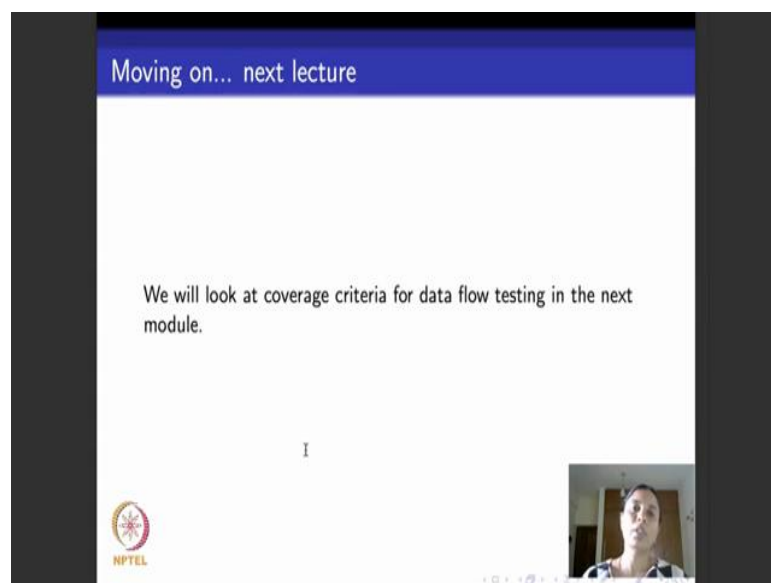 Moving on... next lecture
We will look at coverage criteria for data flow testing in the next
module.
NPTEL